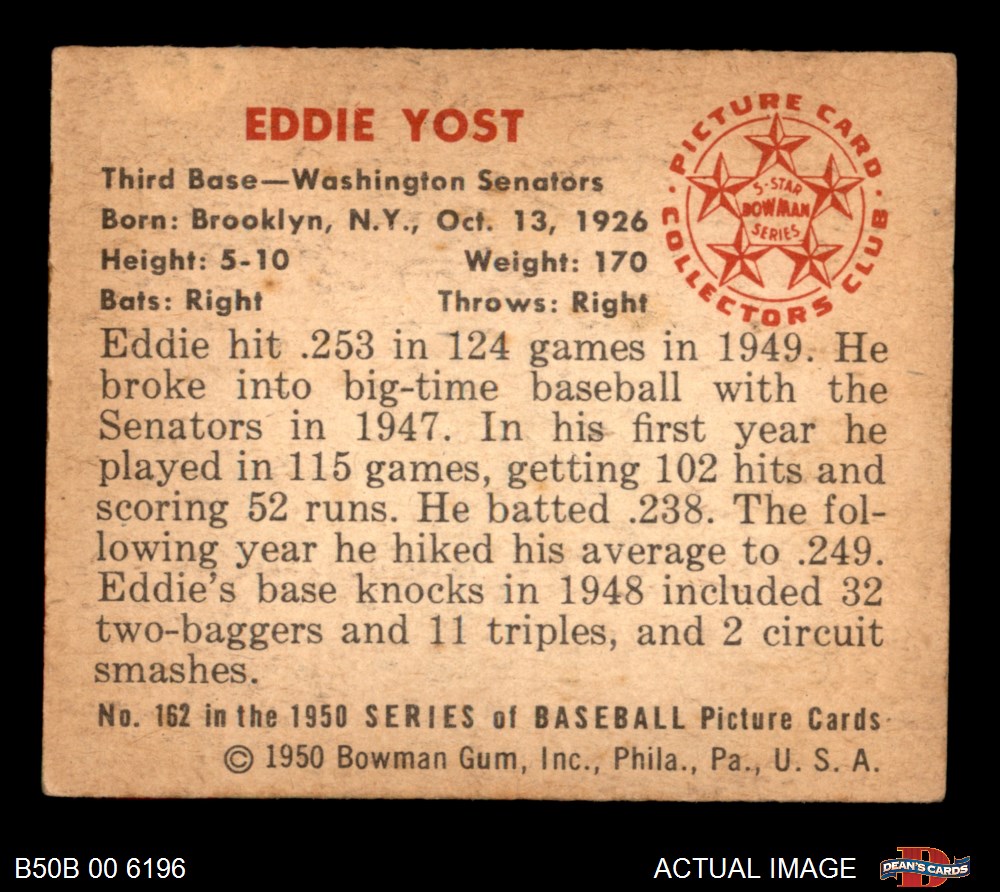 EDDIE YOST
Third Base—Washington Senators
Born: Brooklyn, N.Y., Oct. 13, 1926
Height: 5-10 Weight: 170
Bats: Right Throws: Right
PICTURE CARD
COLLECTORS CLUB
5-STAR
BOWMAN
SERIES
Eddie hit .253 in 124 games in 1949. He
broke into big-time baseball with the
Senators in 1947. In his first year he
played in 115 games, getting 102 hits and
scoring 52 runs. He batted .238. The fol-
lowing year he hiked his average to .249.
Eddie's base knocks in 1948 included 32
two-baggers and 11 triples, and 2 circuit
smashes.
No. 162 in the 1950 SERIES of BASEBALL Picture Cards
© 1950 Bowman Gum, Inc., Phila., Pa., U. S. A.
B50B 00 6196
ACTUAL IMAGE
D
DEAN'S CARDS